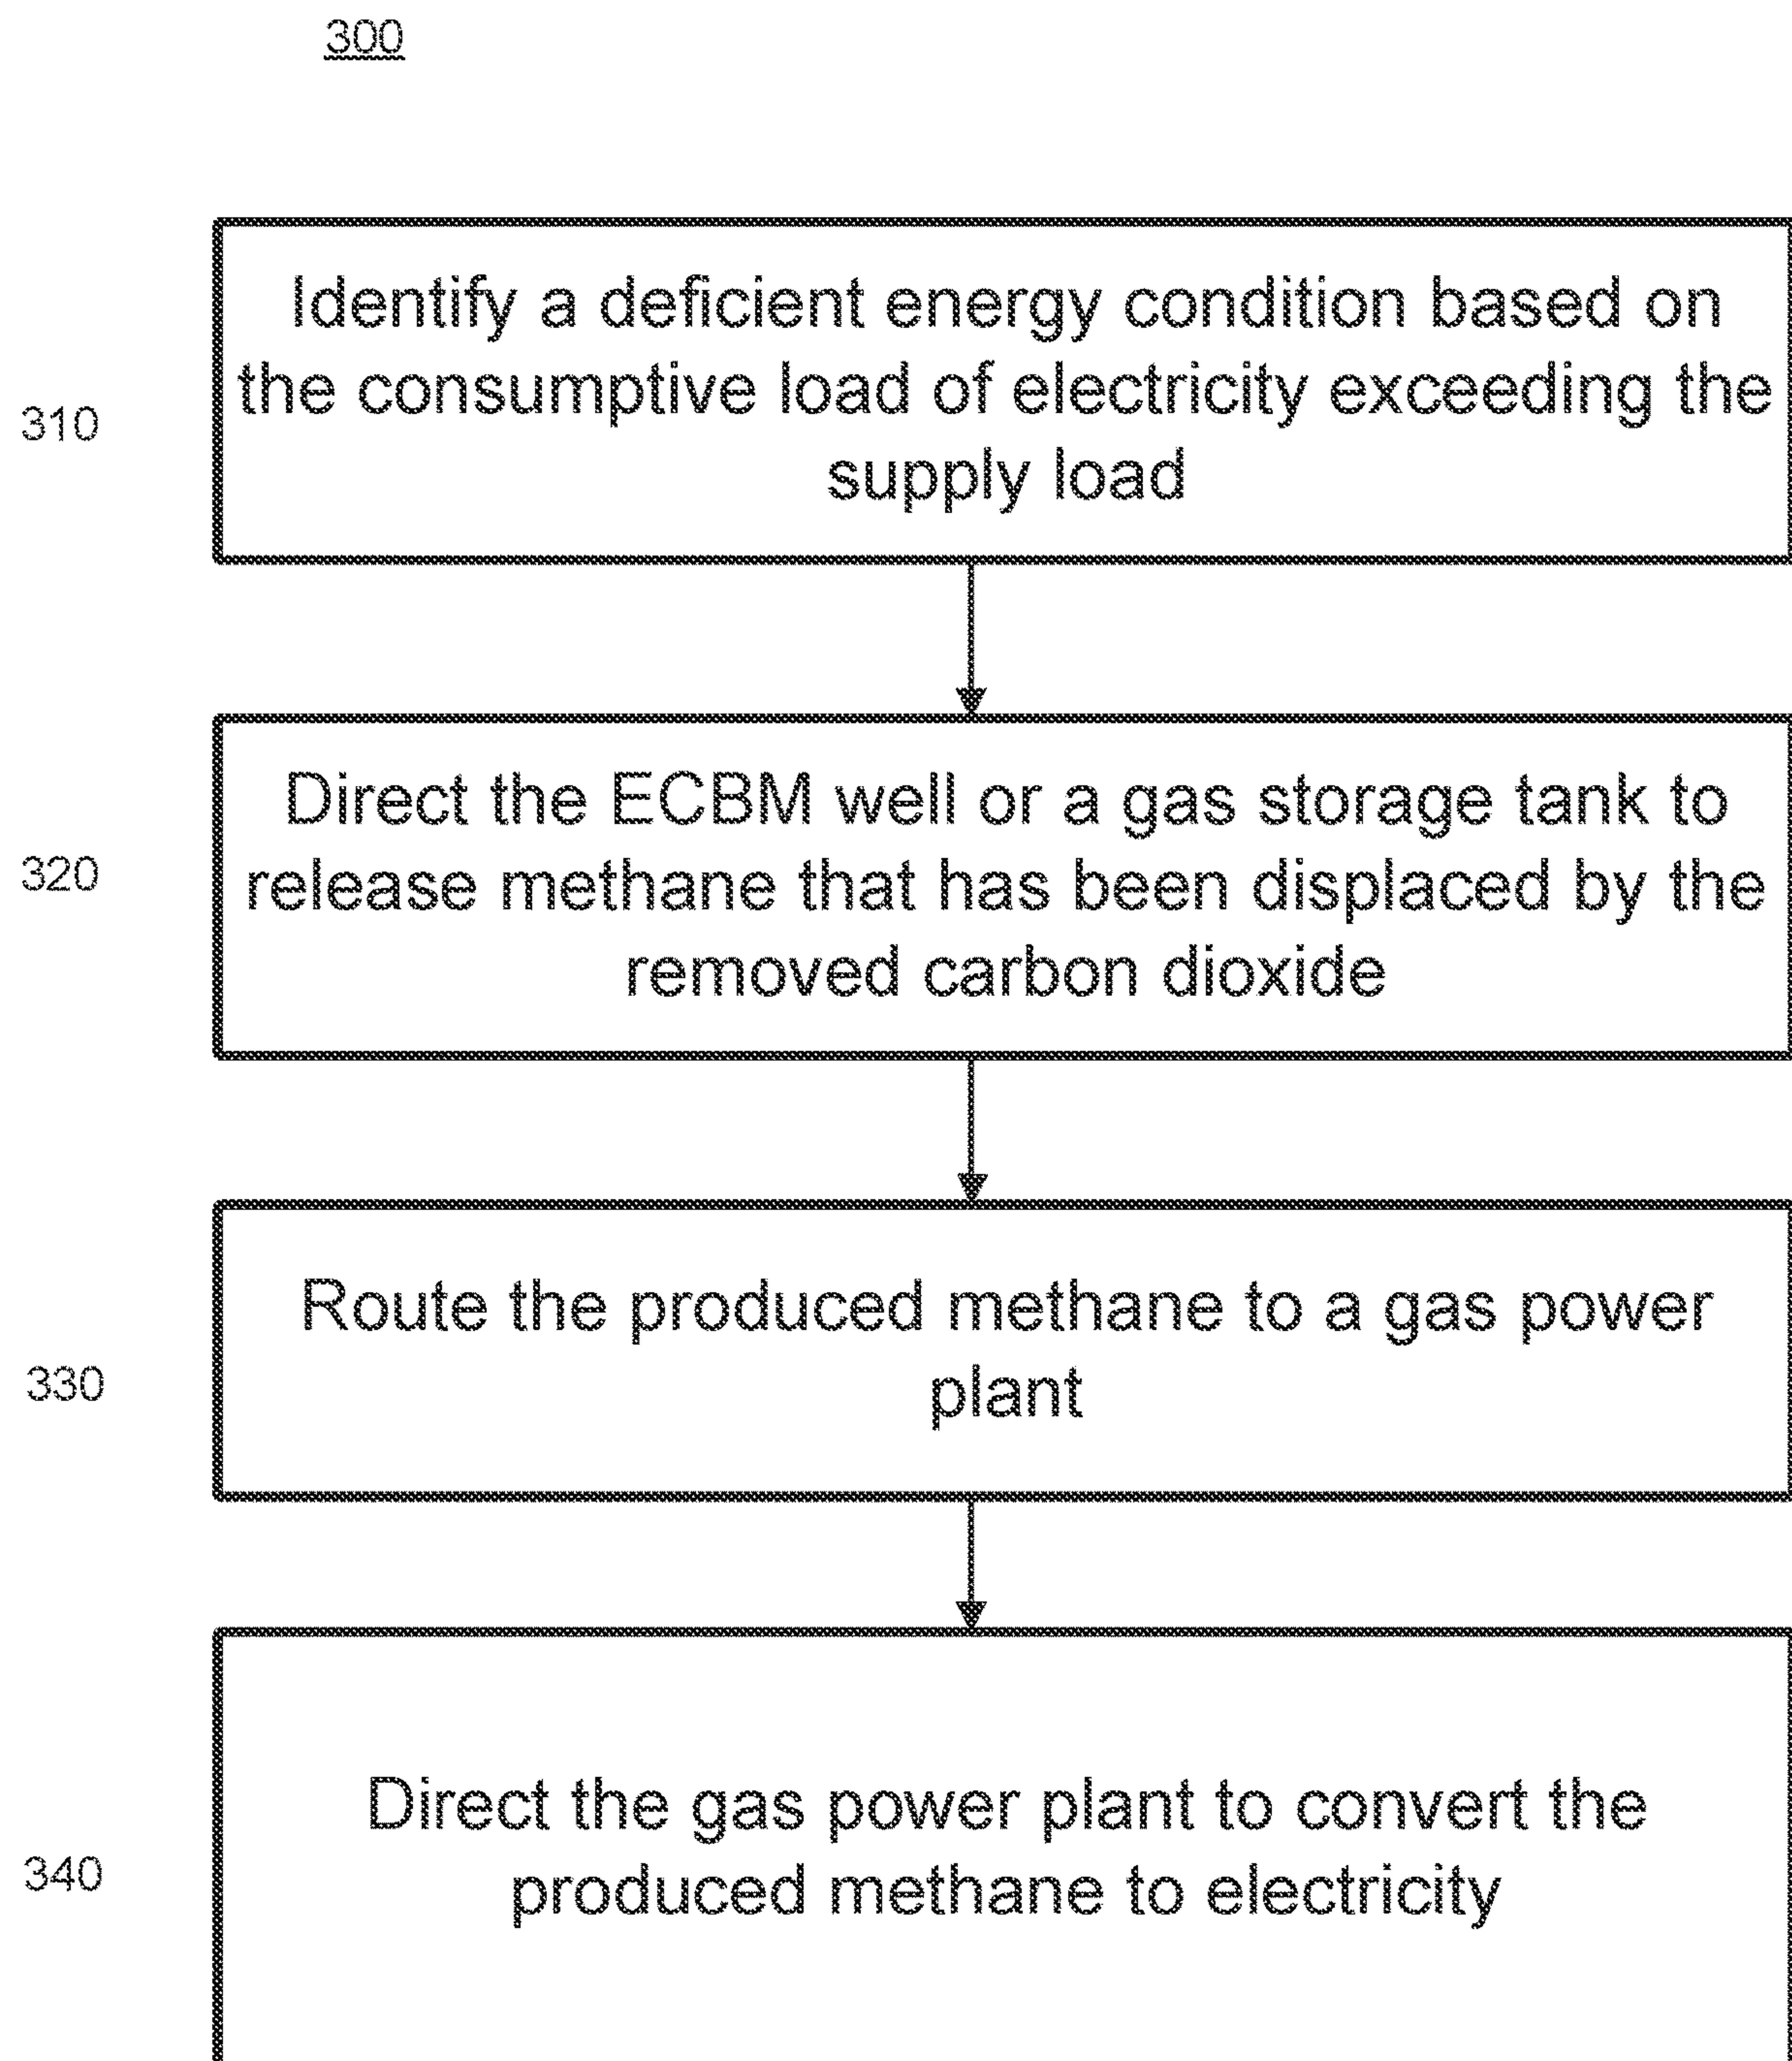 300
310
Identify a deficient energy condition based on
the consumptive load of electricity exceeding the
supply load
320
Direct the ECBM well or a gas storage tank to
release methane that has been displaced by the
removed carbon dioxide
330
Route the produced methane to a gas power
plant
340
Direct the gas power plant to convert the
produced methane to electricity